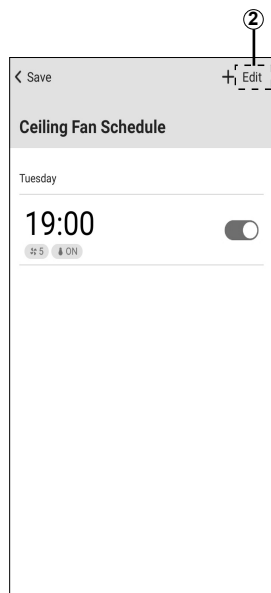 2
< Save + Edit
Ceiling Fan Schedule
Tuesday
19:00
5 ON